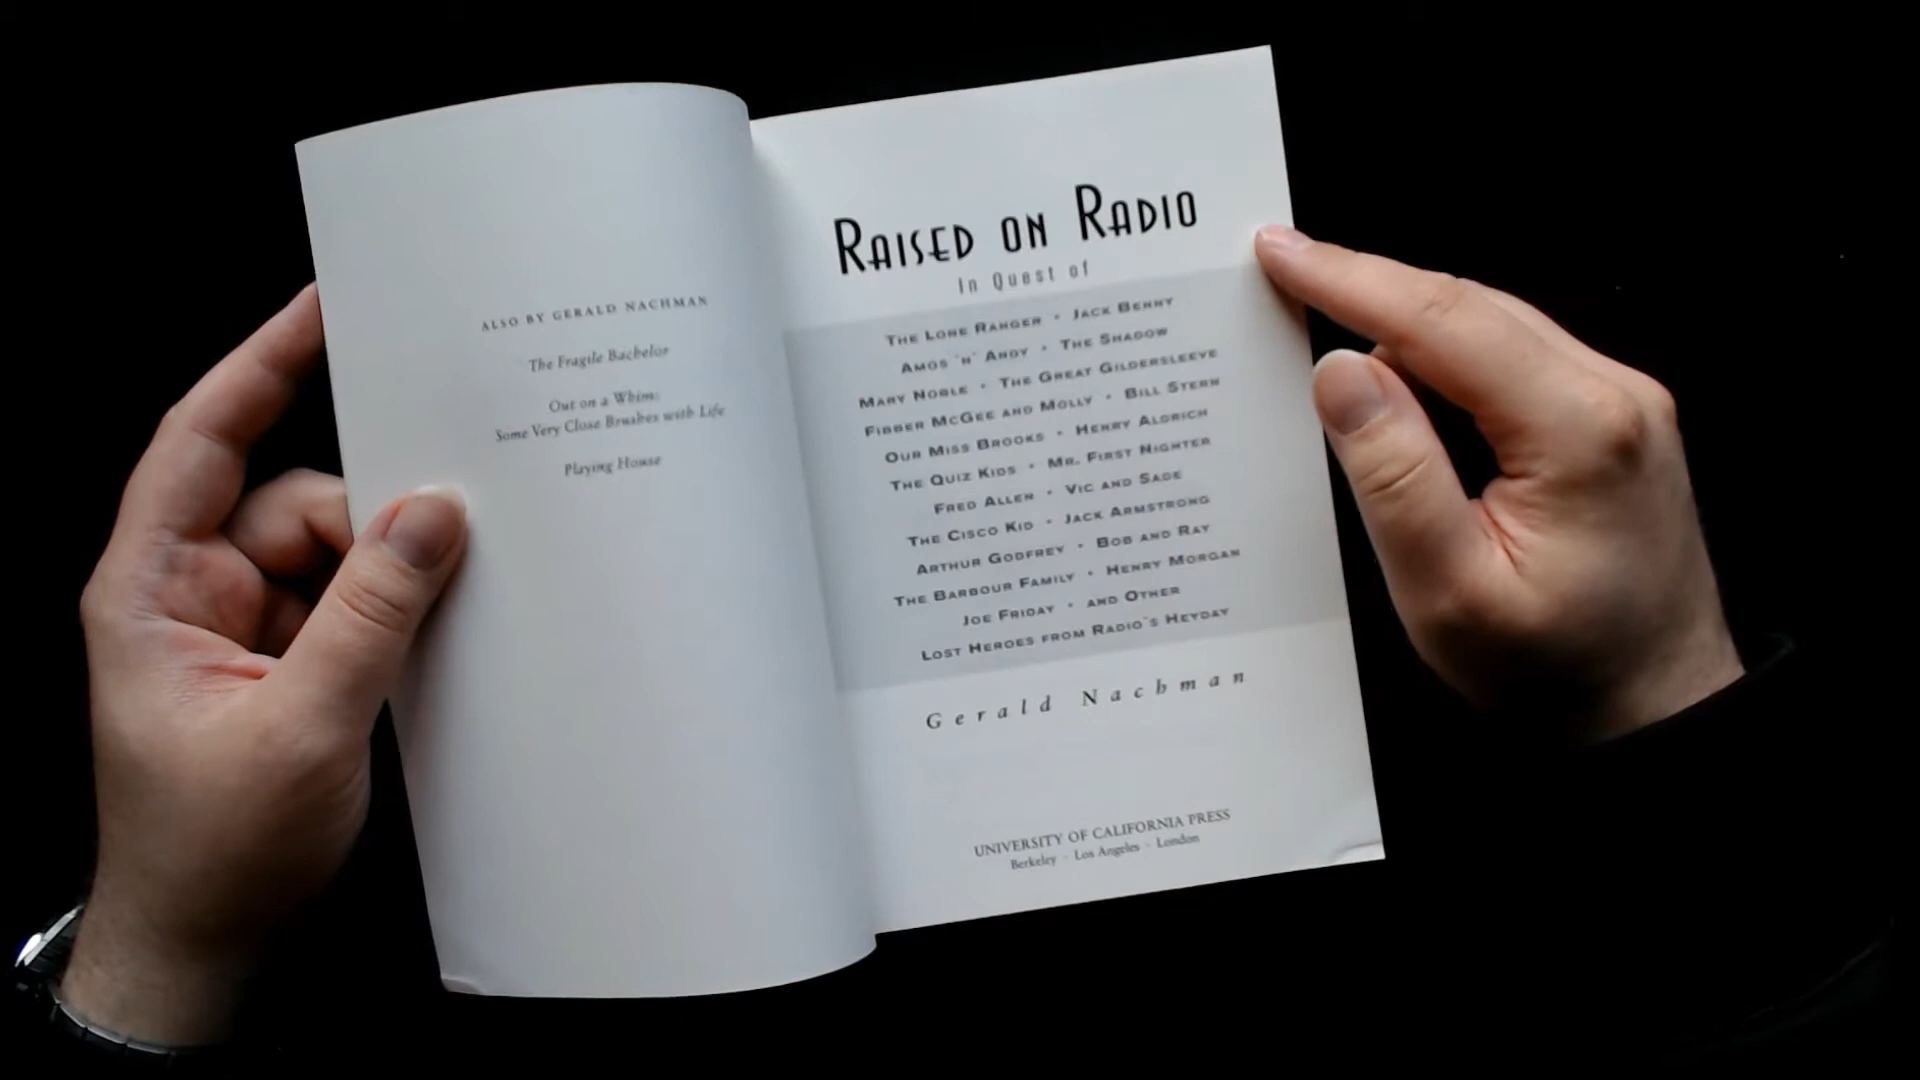 ALSO BY GERALD NACHMAN
The Fragile Bachelor
Out on a Whim:
Some Very Close Brushes with Life
Playing House
RAISED ON RADIO
In Quest of
THE LONE RANGER • JACK BENNY
AMOS 'N' ANDY • THE SHADOW
MARY NOBLE • THE GREAT GILDERSLEEVE
FIBBER MCGEE AND MOLLY • BILL STERN
OUR MISS BROOKS • HENRY ALDRICH
THE QUIZ KIDS • MR. FIRST NIGHTER
FRED ALLEN • VIC AND SADE
THE CISCO KID • JACK ARMSTRONG
ARTHUR GODFREY • BOB AND RAY
THE BARBOUR FAMILY • HENRY MORGAN
JOE FRIDAY • AND OTHER
LOST HEROES FROM RADIO'S HEYDAY
Gerald Nachman
UNIVERSITY OF CALIFORNIA PRESS
Berkeley · Los Angeles · London